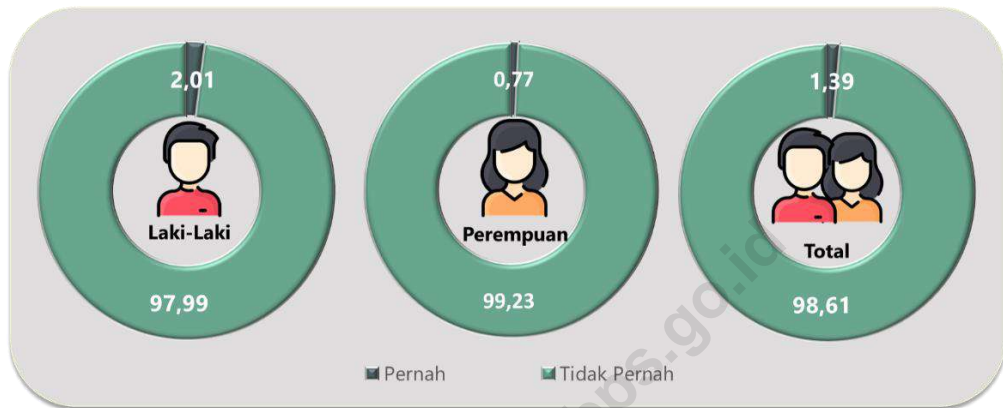 2,01
0,77
1,39
Laki-Laki
Perempuan
Total
97,99
99,23
98,61
Pernah
Tidak Pernah